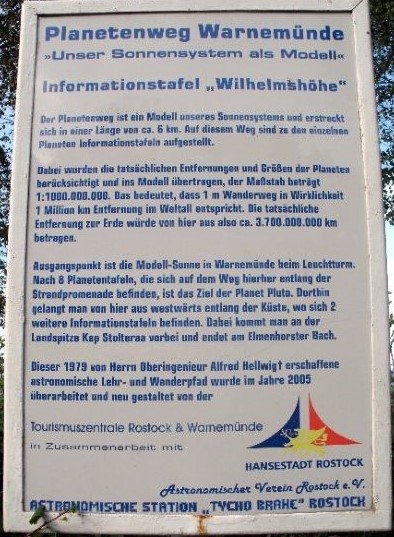 Planetenweg Warnemünde
»Unser Sonnensystem als Modell«
Informationstafel „Wilhelmshöhe“
Der Planetenweg ist ein Modell unseres Sonnensystems und erstreckt
sich in einer Länge von ca. 6 km. Auf diesem Weg sind zu den einzelnen
Planeten Informationstafeln aufgestellt.
Dabei wurden die tatsächlichen Entfernungen und Größen der Planeten
berücksichtigt und ins Modell übertragen, der Maßstab beträgt
1:1000.000.000. Das bedeutet, dass 1 m Wanderweg in Wirklichkeit
1 Million km Entfernung im Weltall entspricht. Die tatsächliche
Entfernung zur Erde würde von hier aus also ca. 3.700.000.000 km
betragen.
Ausgangspunkt ist die Modell-Sonne in Warnemünde beim Leuchtturm.
Nach 8 Planetentafeln, die sich auf dem Weg hierher entlang der
Strandpromenade befinden, ist das Ziel der Planet Pluto. Dorthin
gelangt man von hier aus westwärts entlang der Küste, wo sich 2
weitere Informationstafeln befinden. Dabei kommt man an der
Landspitze Kap Stolteraa vorbei und endet am Elmenhorster Bach.
Dieser 1979 von Herrn Oberingenieur Alfred Hellwig† erschaffene
astronomische Lehr- und Wanderpfad wurde im Jahre 2005
überarbeitet und neu gestaltet von der
Tourismuszentrale Rostock & Warnemünde
in Zusammenarbeit mit
HANSESTADT ROSTOCK
Astronomischer Verein Rostock e.V.
ASTRONOMISCHE STATION „TYCHO BRAHE“ ROSTOCK